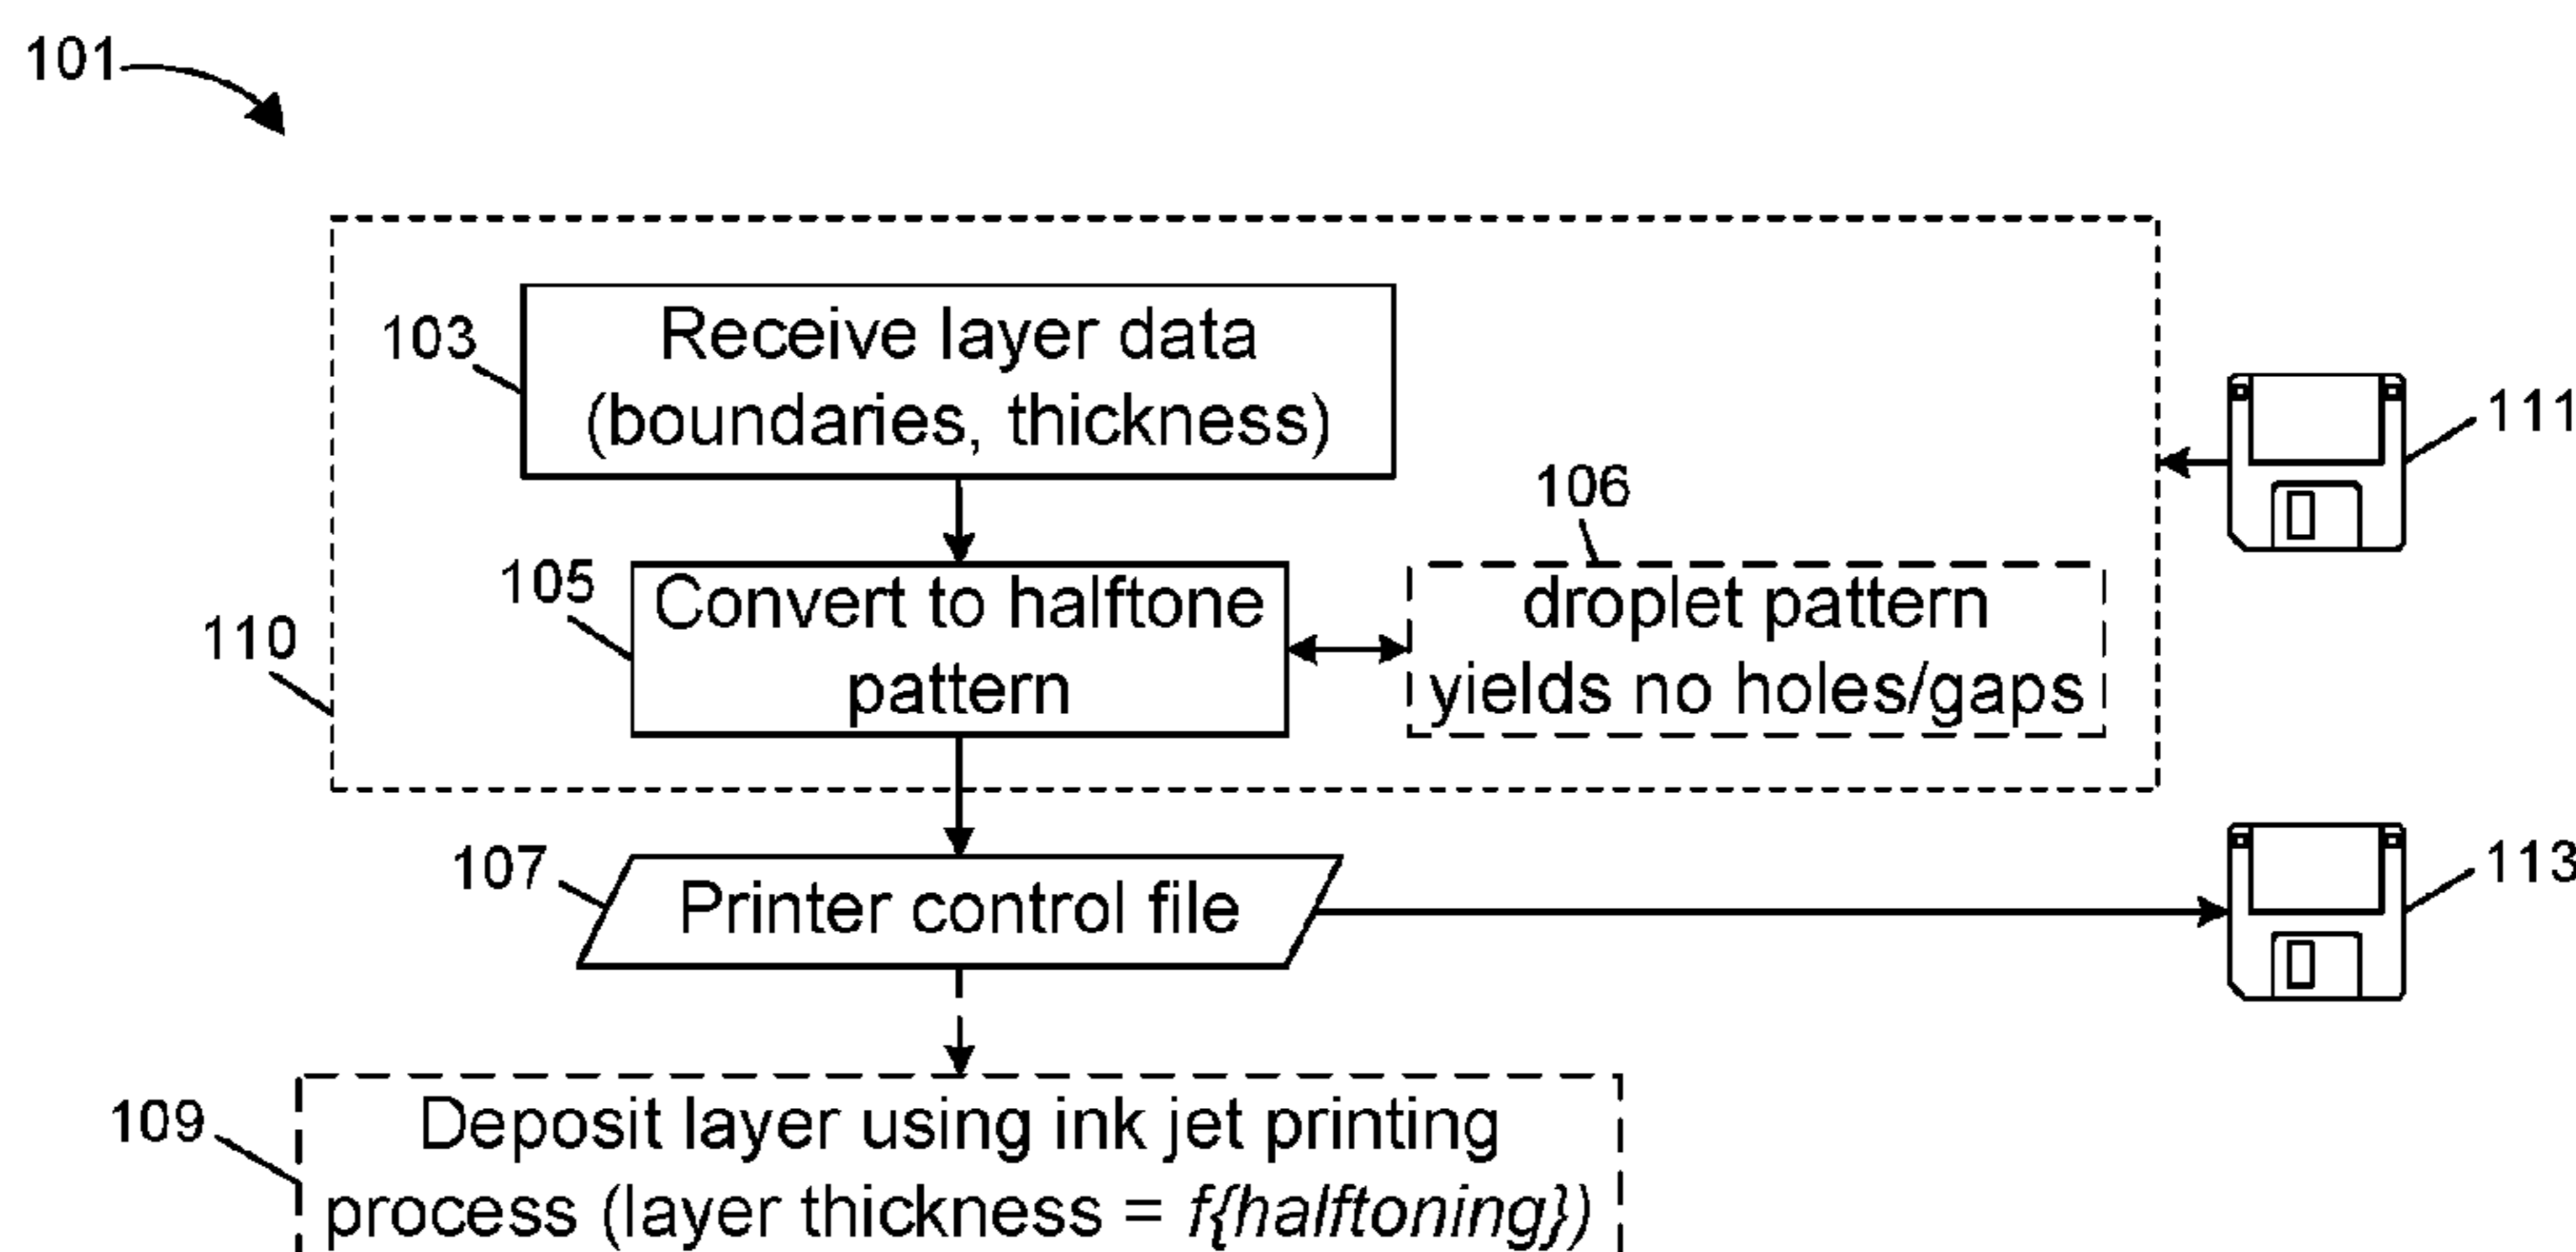 101
103
Receive layer data
(boundaries, thickness)
111
106
105
Convert to halftone
pattern
droplet pattern
yields no holes/gaps
110
107
Printer control file
113
109
Deposit layer using ink jet printing
process (layer thickness = f{halftoning})